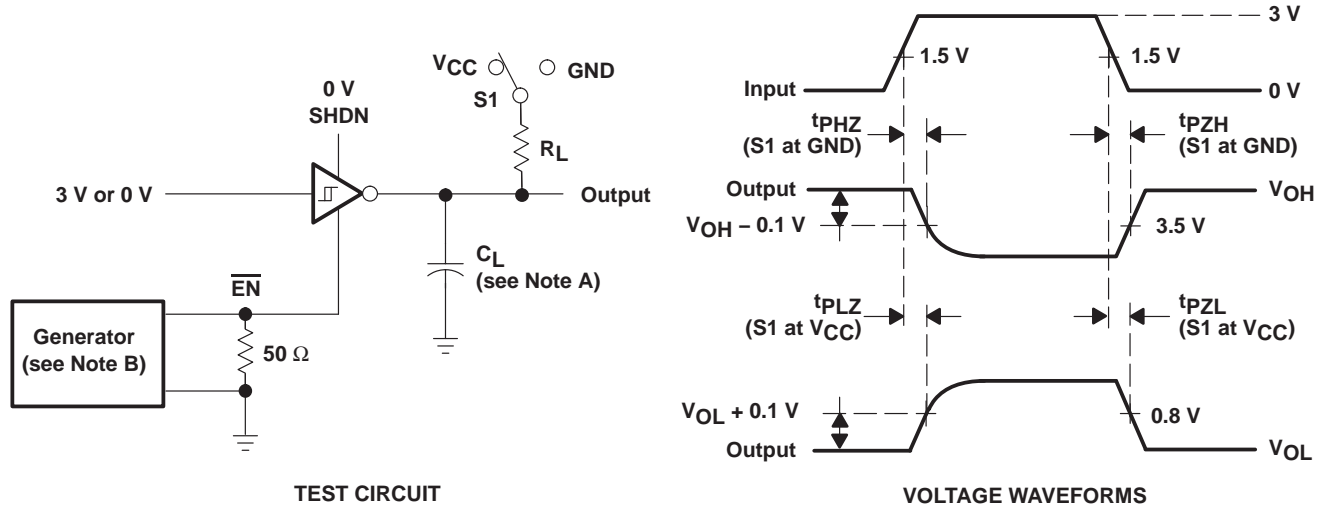 0 V
SHDN
VCC
GND
S1
RL
3 V or 0 V
Output
CL
(see Note A)
EN
Generator
(see Note B)
50 Ω
TEST CIRCUIT
3 V
1.5 V
1.5 V
Input
0 V
tPHZ
(S1 at GND)
tPZH
(S1 at GND)
Output
VOH
VOH – 0.1 V
3.5 V
tPLZ
(S1 at VCC)
tPZL
(S1 at VCC)
VOL + 0.1 V
0.8 V
Output
VOL
VOLTAGE WAVEFORMS